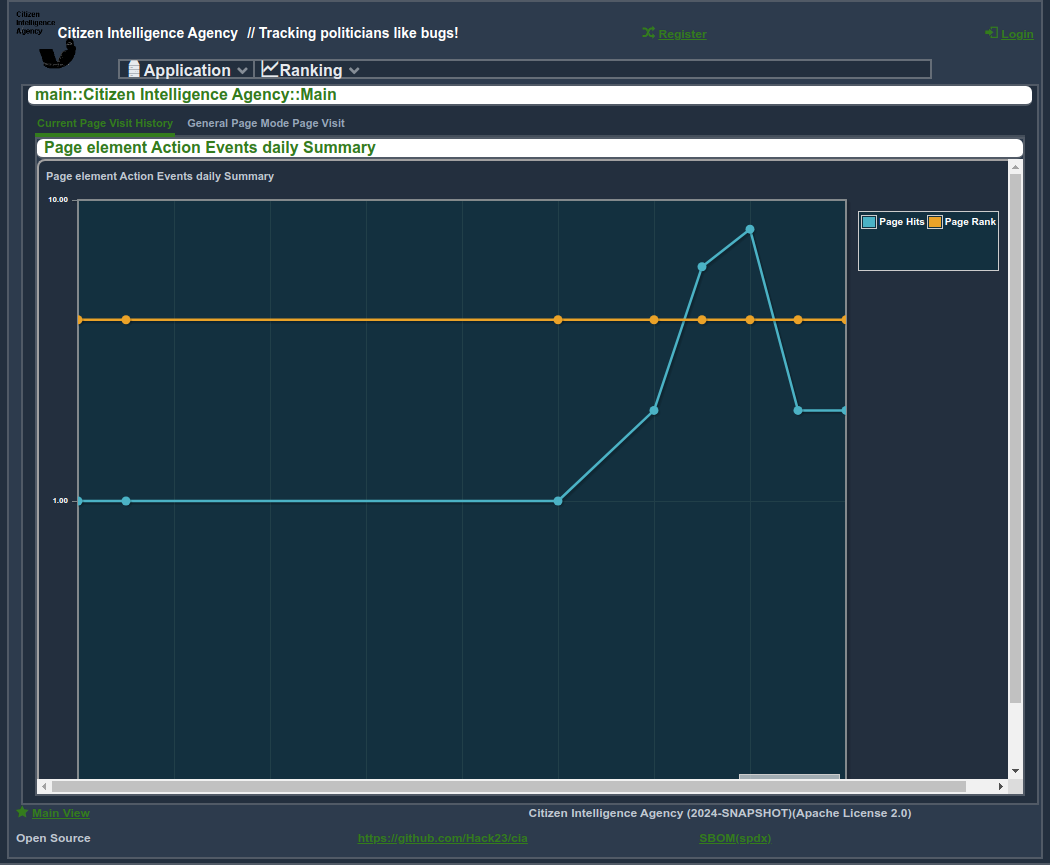 Citizen
Intelligence
Agency
Citizen Intelligence Agency // Tracking politicians like bugs!
Register
Login
Application
Ranking
main::Citizen Intelligence Agency::Main
Current Page Visit History
General Page Mode Page Visit
Page element Action Events daily Summary
Page element Action Events daily Summary
10.00
Page Hits
Page Rank
1.00
Main View
Citizen Intelligence Agency (2024-SNAPSHOT)(Apache License 2.0)
Open Source
https://github.com/Hack23/cia
SBOM(spdx)